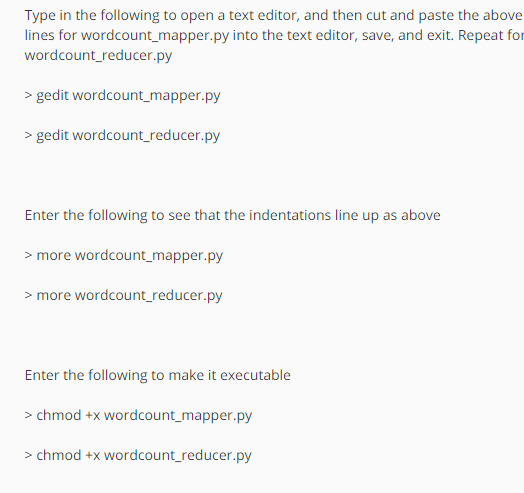 Type in the following to open a text editor, and then cut and paste the above
lines for wordcount_mapper.py into the text editor, save, and exit. Repeat for
wordcount_reducer.py
> gedit wordcount_mapper.py
> gedit wordcount_reducer.py
Enter the following to see that the indentations line up as above
> more wordcount_mapper.py
> more wordcount_reducer.py
Enter the following to make it executable
> chmod +x wordcount_mapper.py
> chmod +x wordcount_reducer.py